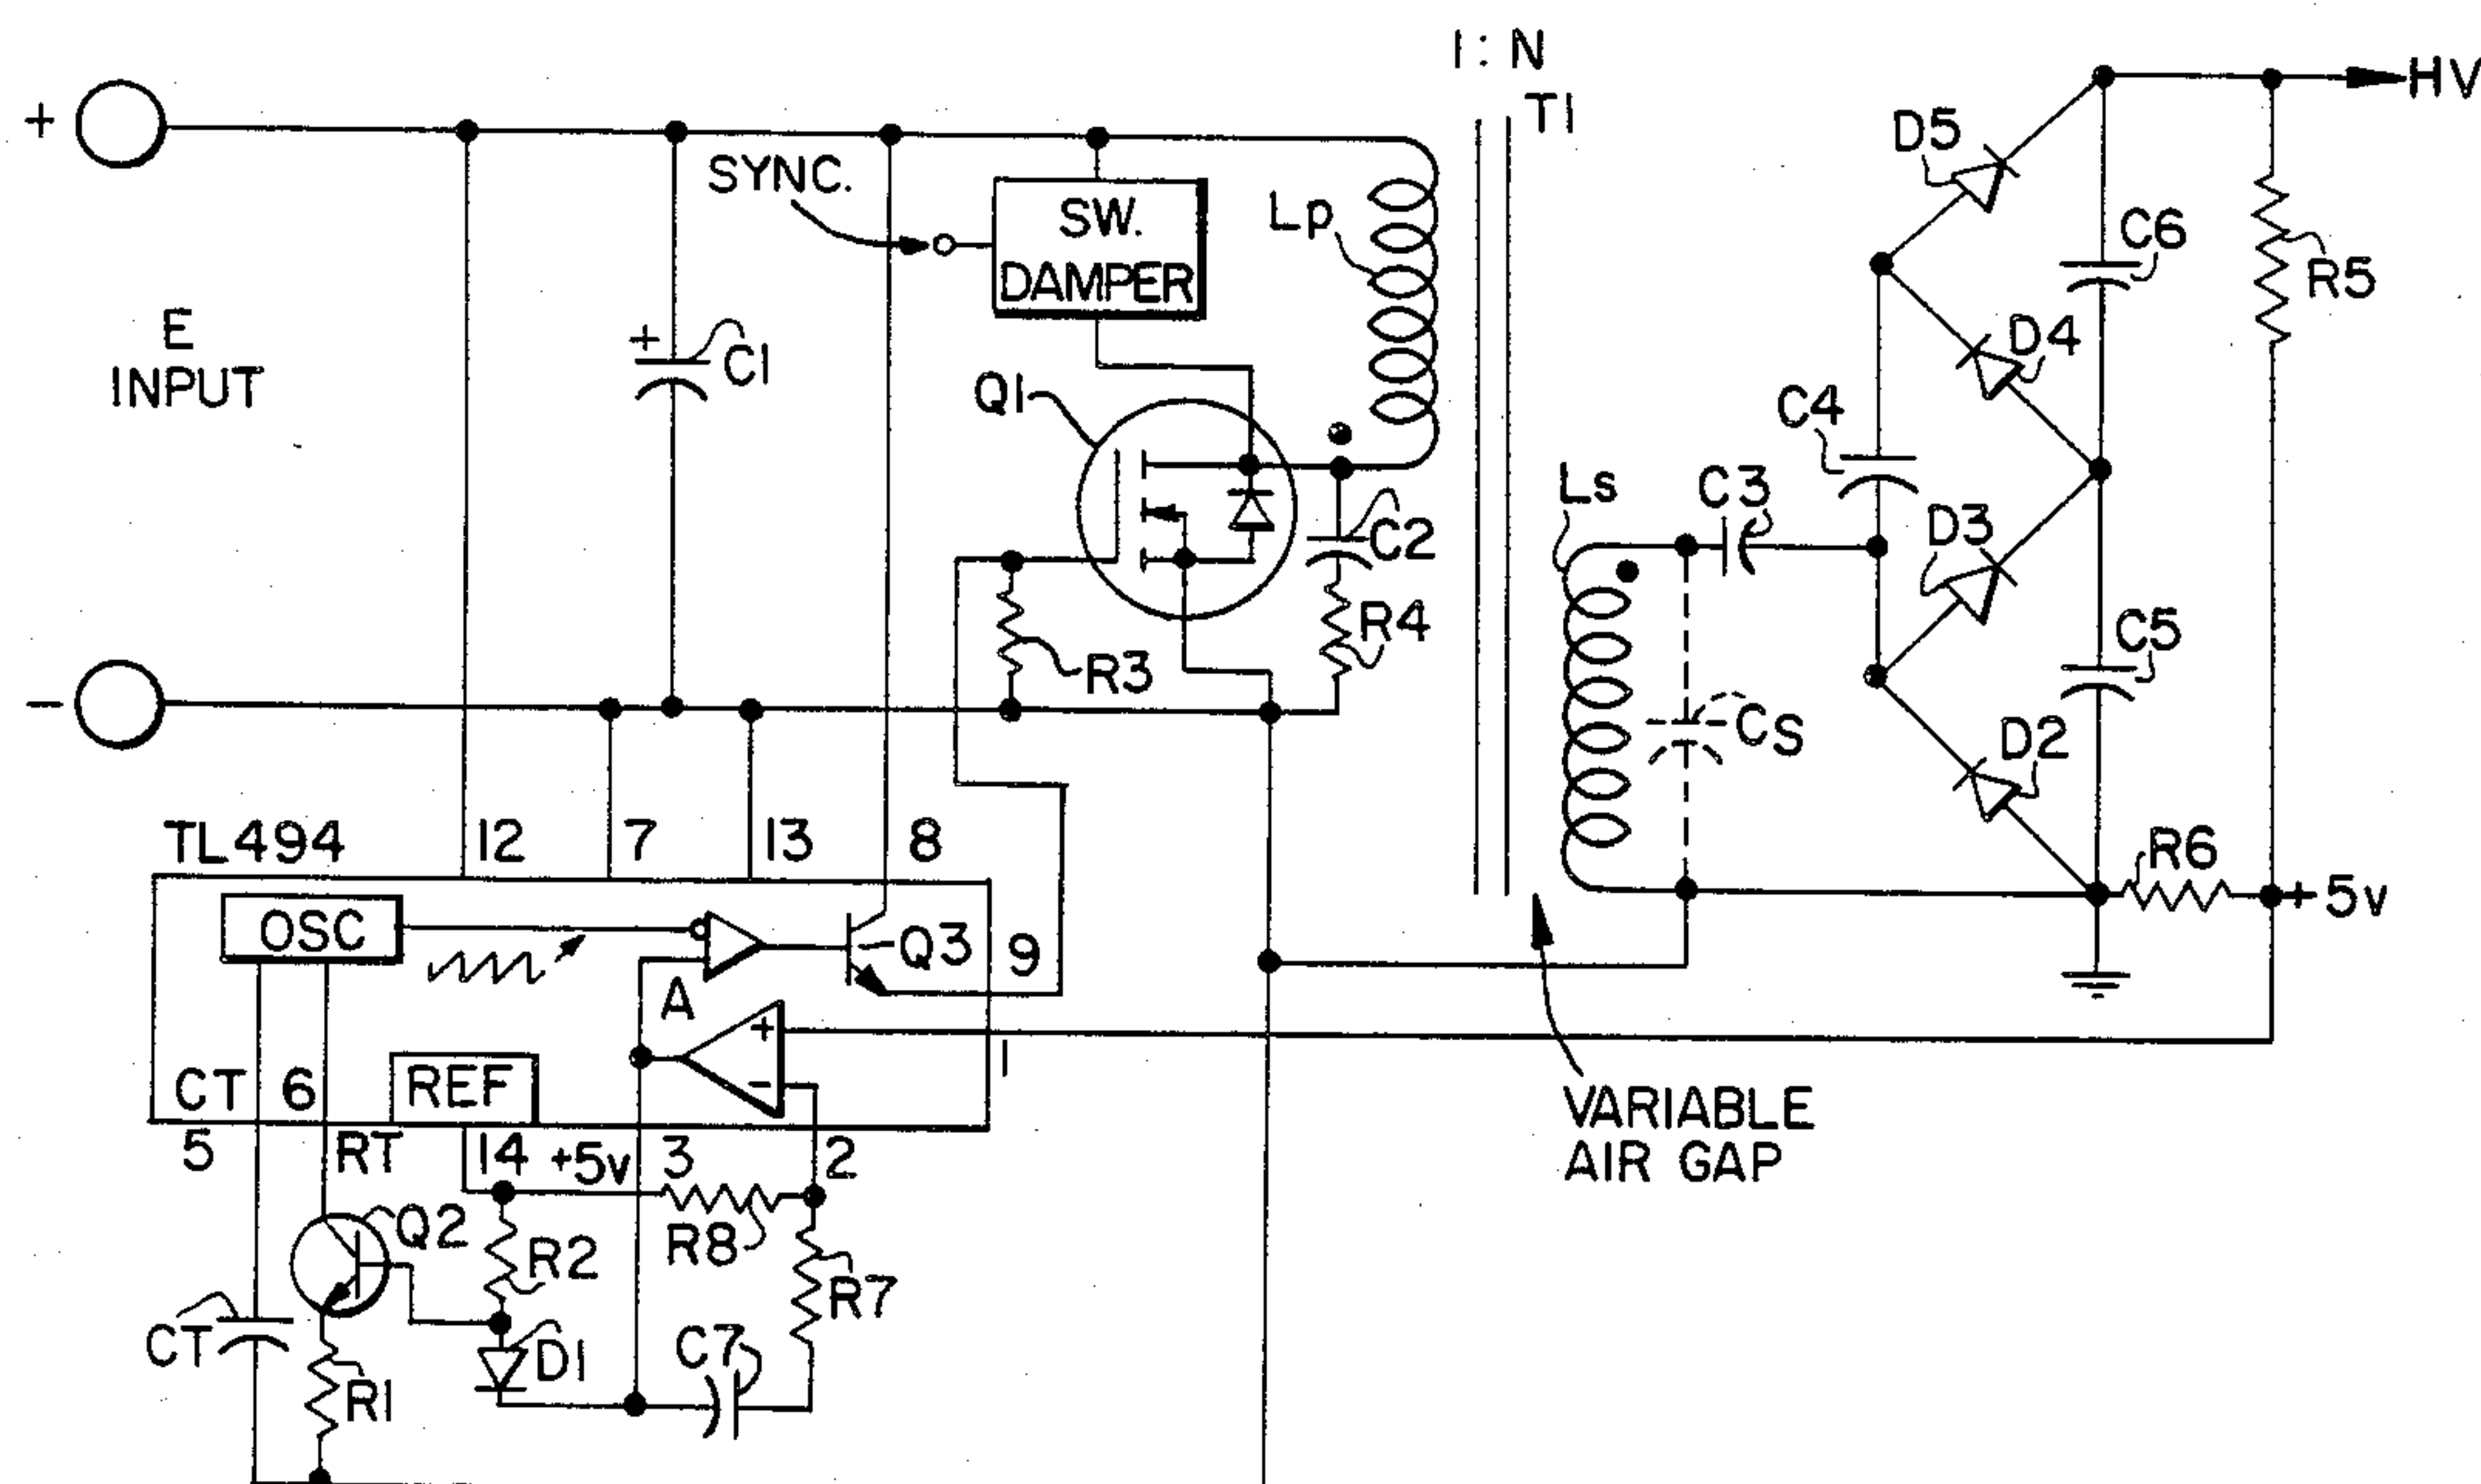 1 : N
T1
HV
+
D5
SYNC.
SW.
DAMPER
Lp
C6
R5
E
INPUT
+
C1
D4
Q1
C4
Ls
C3
D3
C2
R4
C5
R3
Cs
D2
−
TL494
12
7
13
8
R6
+5v
OSC
Q3
9
A
+
−
1
CT
6
REF
VARIABLE
AIR GAP
5
RT
14
+5v
3
2
Q2
R2
R8
R7
CT
D1
C7
R1